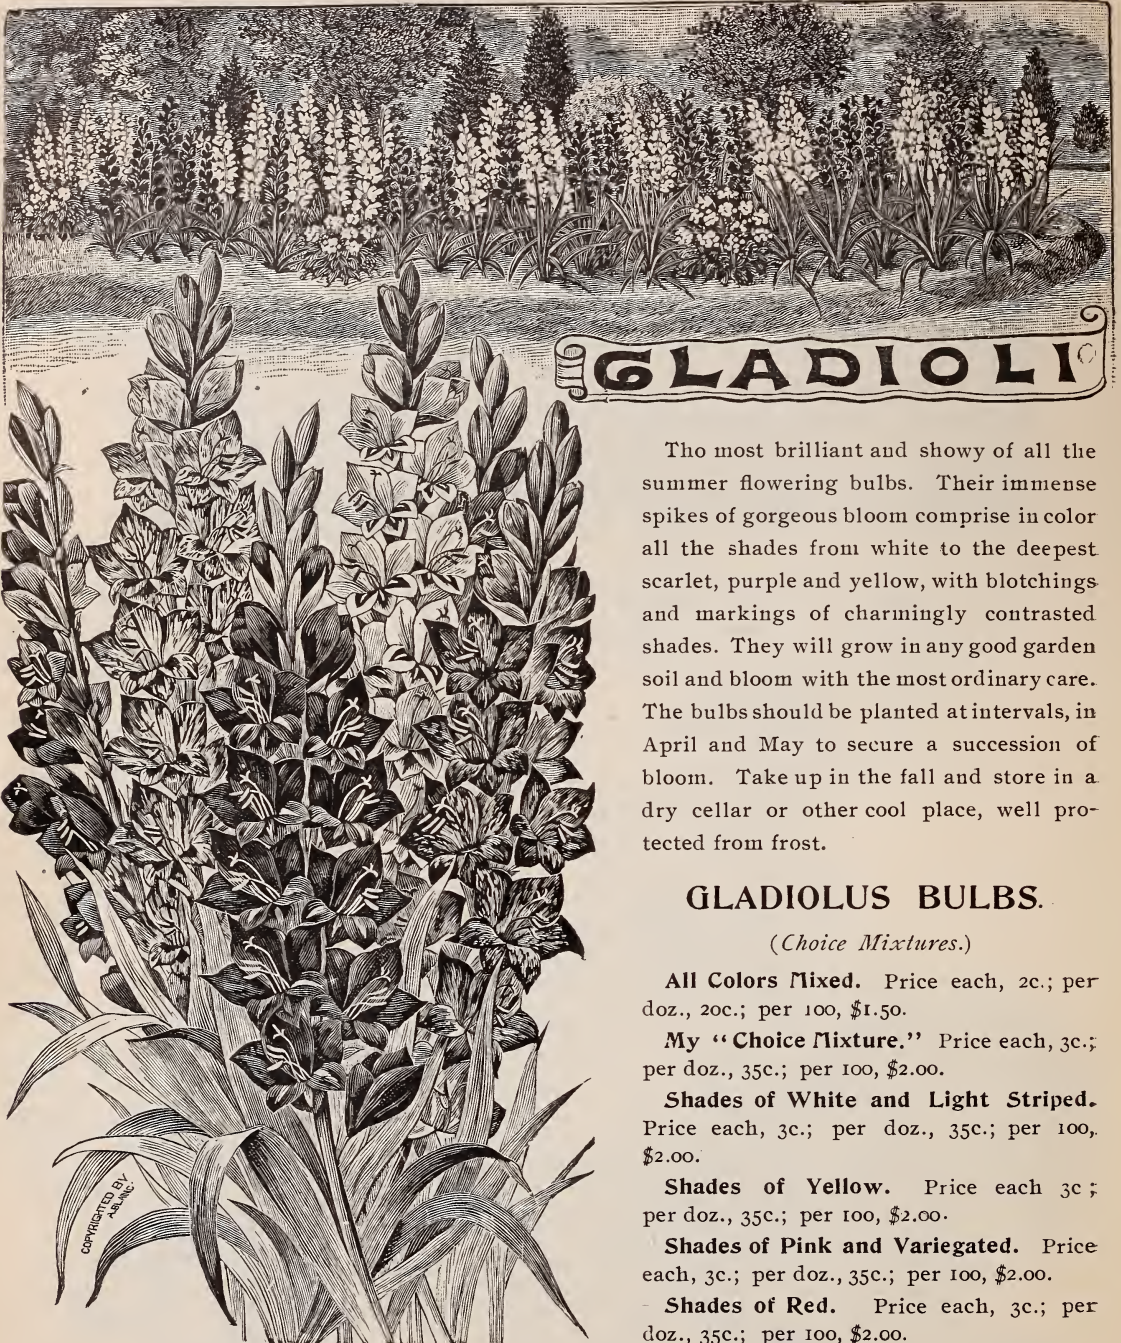 GLADIOLI
Tho most brilliant and showy of all the
summer flowering bulbs. Their immense
spikes of gorgeous bloom comprise in color
all the shades from white to the deepest
scarlet, purple and yellow, with blotchings
and markings of charmingly contrasted
shades. They will grow in any good garden
soil and bloom with the most ordinary care.
The bulbs should be planted at intervals, in
April and May to secure a succession of
bloom. Take up in the fall and store in a
dry cellar or other cool place, well pro-
tected from frost.
GLADIOLUS BULBS.
(Choice Mixtures.)
All Colors Mixed. Price each, 2c.; per
doz., 20c.; per 100, $1.50.
My “Choice Mixture.” Price each, 3c.;
per doz., 35c.; per 100, $2.00.
Shades of White and Light Striped.
Price each, 3c.; per doz., 35c.; per 100,
$2.00.
Shades of Yellow. Price each 3c ;
per doz., 35c.; per 100, $2.00.
Shades of Pink and Variegated. Price
each, 3c.; per doz., 35c.; per 100, $2.00.
Shades of Red. Price each, 3c.; per
doz., 35c.; per 100, $2.00.
COPYRIGHTED BY
A.BLANC.